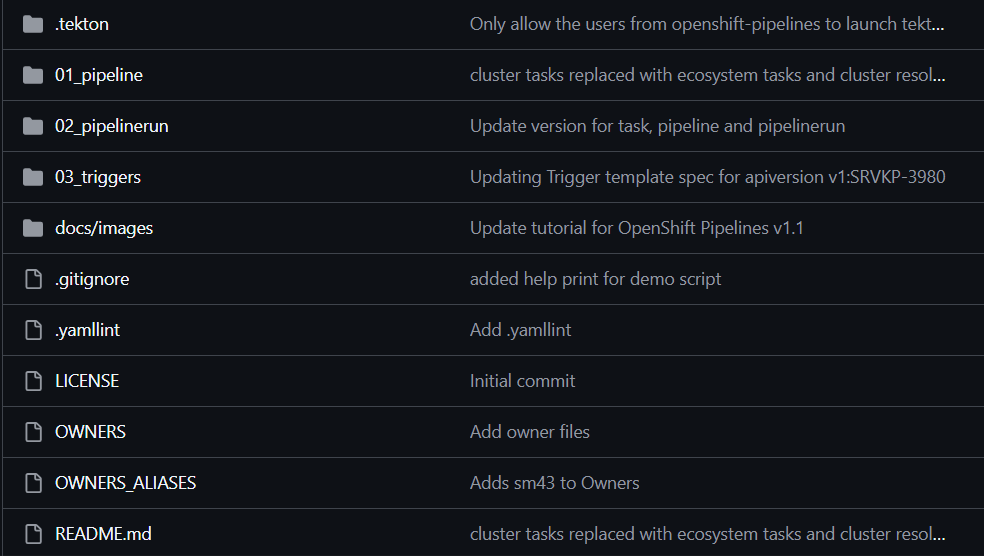 .tekton Only allow the users from openshift-pipelines to launch tekt...
01_pipeline cluster tasks replaced with ecosystem tasks and cluster resol...
02_pipelinerun Update version for task, pipeline and pipelinerun
03_triggers Updating Trigger template spec for apiversion v1:SRVKP-3980
docs/images Update tutorial for OpenShift Pipelines v1.1
.gitignore added help print for demo script
.yamllint Add .yamllint
LICENSE Initial commit
OWNERS Add owner files
OWNERS_ALIASES Adds sm43 to Owners
README.md cluster tasks replaced with ecosystem tasks and cluster resol...